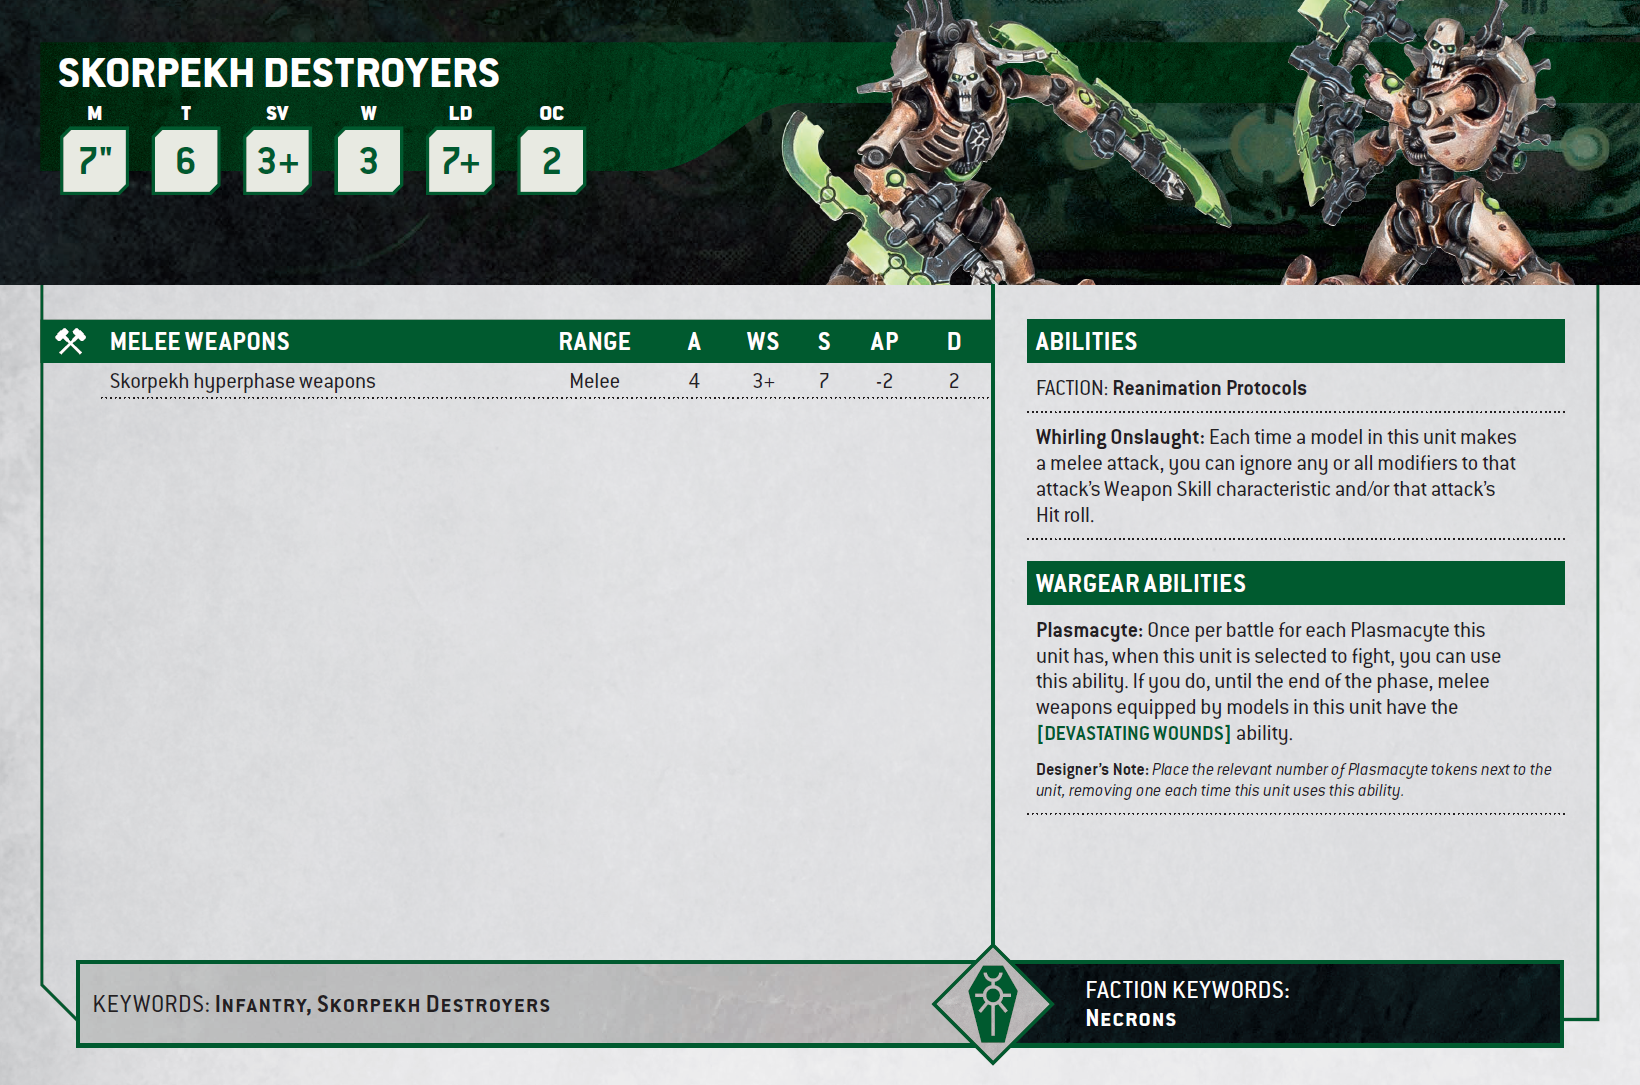 SKORPEKH DESTROYERS
M T SV W LD OC
7" 6 3+ 3 7+ 2
MELEE WEAPONS RANGE A WS S AP D
Skorpekh hyperphase weapons Melee 4 3+ 7 -2 2
ABILITIES
FACTION: Reanimation Protocols
Whirling Onslaught: Each time a model in this unit makes
a melee attack, you can ignore any or all modifiers to that
attack's Weapon Skill characteristic and/or that attack's
Hit roll.
WARGEAR ABILITIES
Plasmacyte: Once per battle for each Plasmacyte this
unit has, when this unit is selected to fight, you can use
this ability. If you do, until the end of the phase, melee
weapons equipped by models in this unit have the
[DEVASTATING WOUNDS] ability.
Designer's Note: Place the relevant number of Plasmacyte tokens next to the
unit, removing one each time this unit uses this ability.
KEYWORDS: Infantry, Skorpekh Destroyers
FACTION KEYWORDS:
Necrons